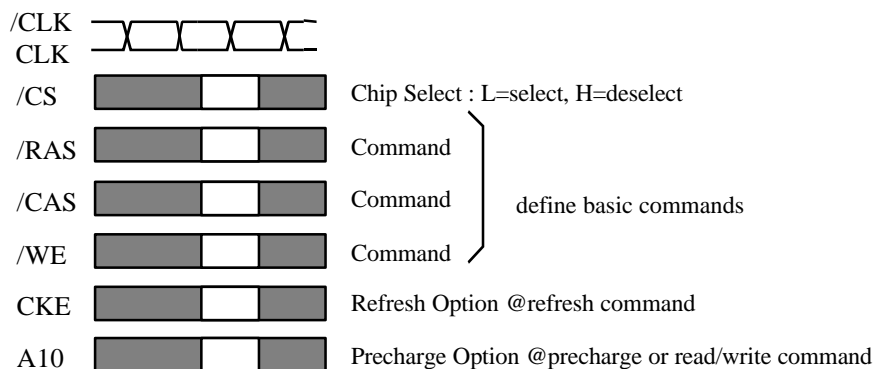 /CLK
CLK
/CS Chip Select : L=select, H=deselect
/RAS Command
/CAS Command
define basic commands
/WE Command
CKE Refresh Option @refresh command
A10 Precharge Option @precharge or read/write command